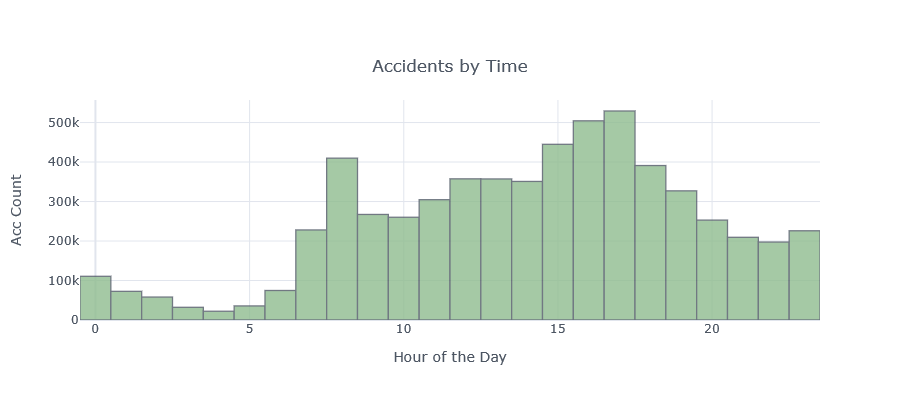 Accidents by Time
500k
400k
300k
200k
100k
0
Acc Count
0 5 10 15 20
Hour of the Day